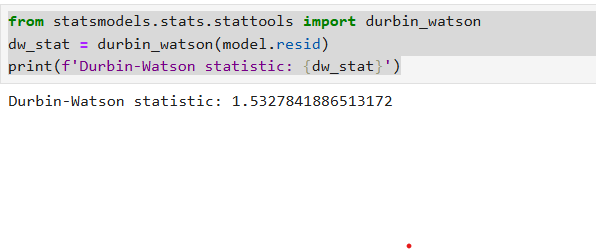 from statsmodels.stats.stattools import durbin_watson
dw_stat = durbin_watson(model.resid)
print(f'Durbin-Watson statistic: {dw_stat}')
Durbin-Watson statistic: 1.5327841886513172